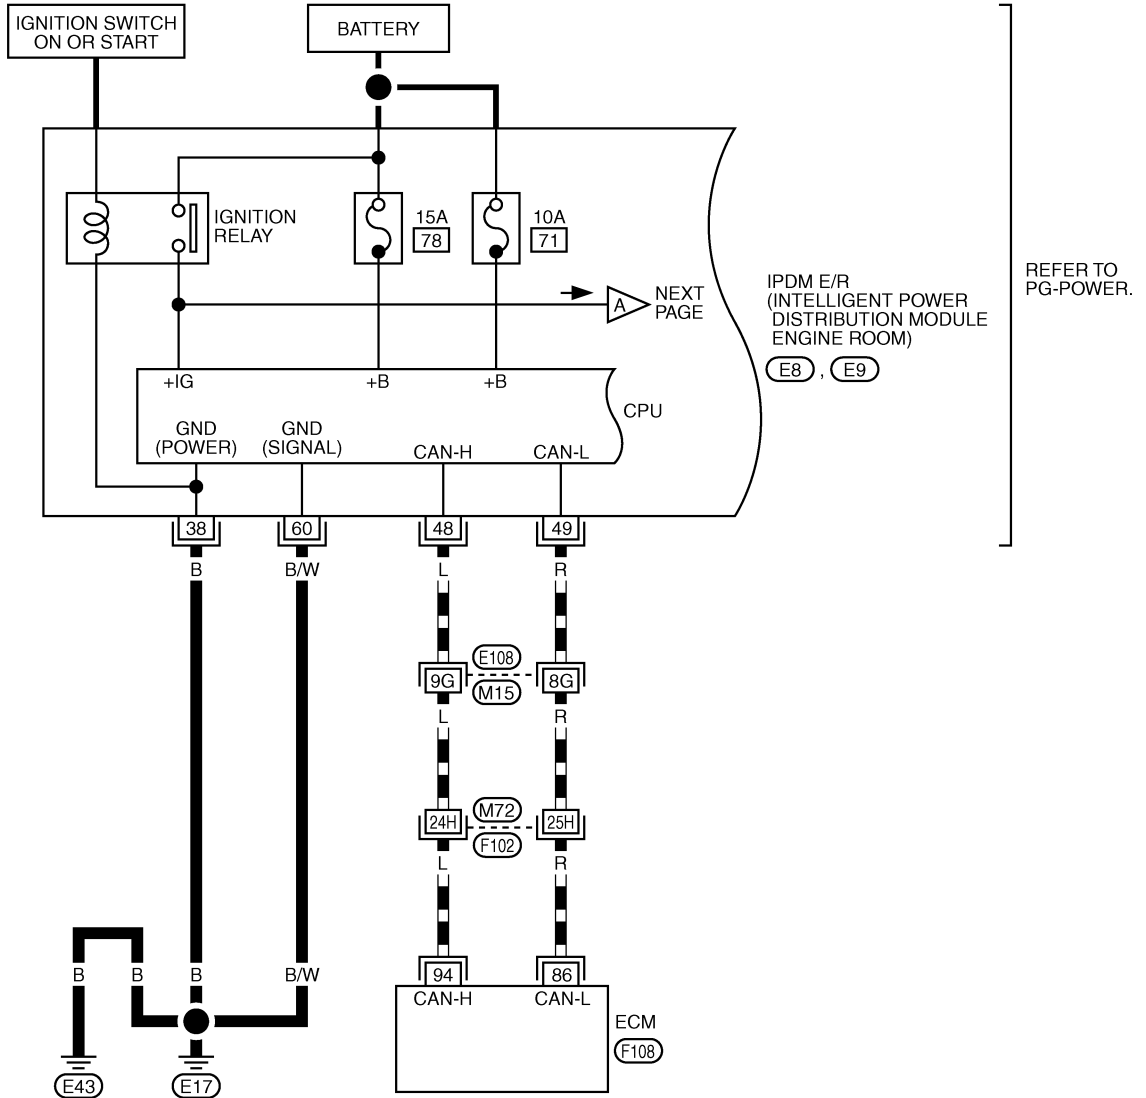 IGNITION SWITCH
ON OR START
BATTERY
IGNITION
RELAY
15A
78
10A
71
A
NEXT
PAGE
IPDM E/R
(INTELLIGENT POWER
DISTRIBUTION MODULE
ENGINE ROOM)
E8 , E9
REFER TO
PG-POWER.
+IG
+B
+B
CPU
GND
(POWER)
GND
(SIGNAL)
CAN-H
CAN-L
38
60
48
49
B
B/W
L
R
E108
9G
8G
M15
L
R
M72
24H
25H
F102
L
R
B
B
B
B/W
94
86
CAN-H
CAN-L
ECM
F108
E43
E17